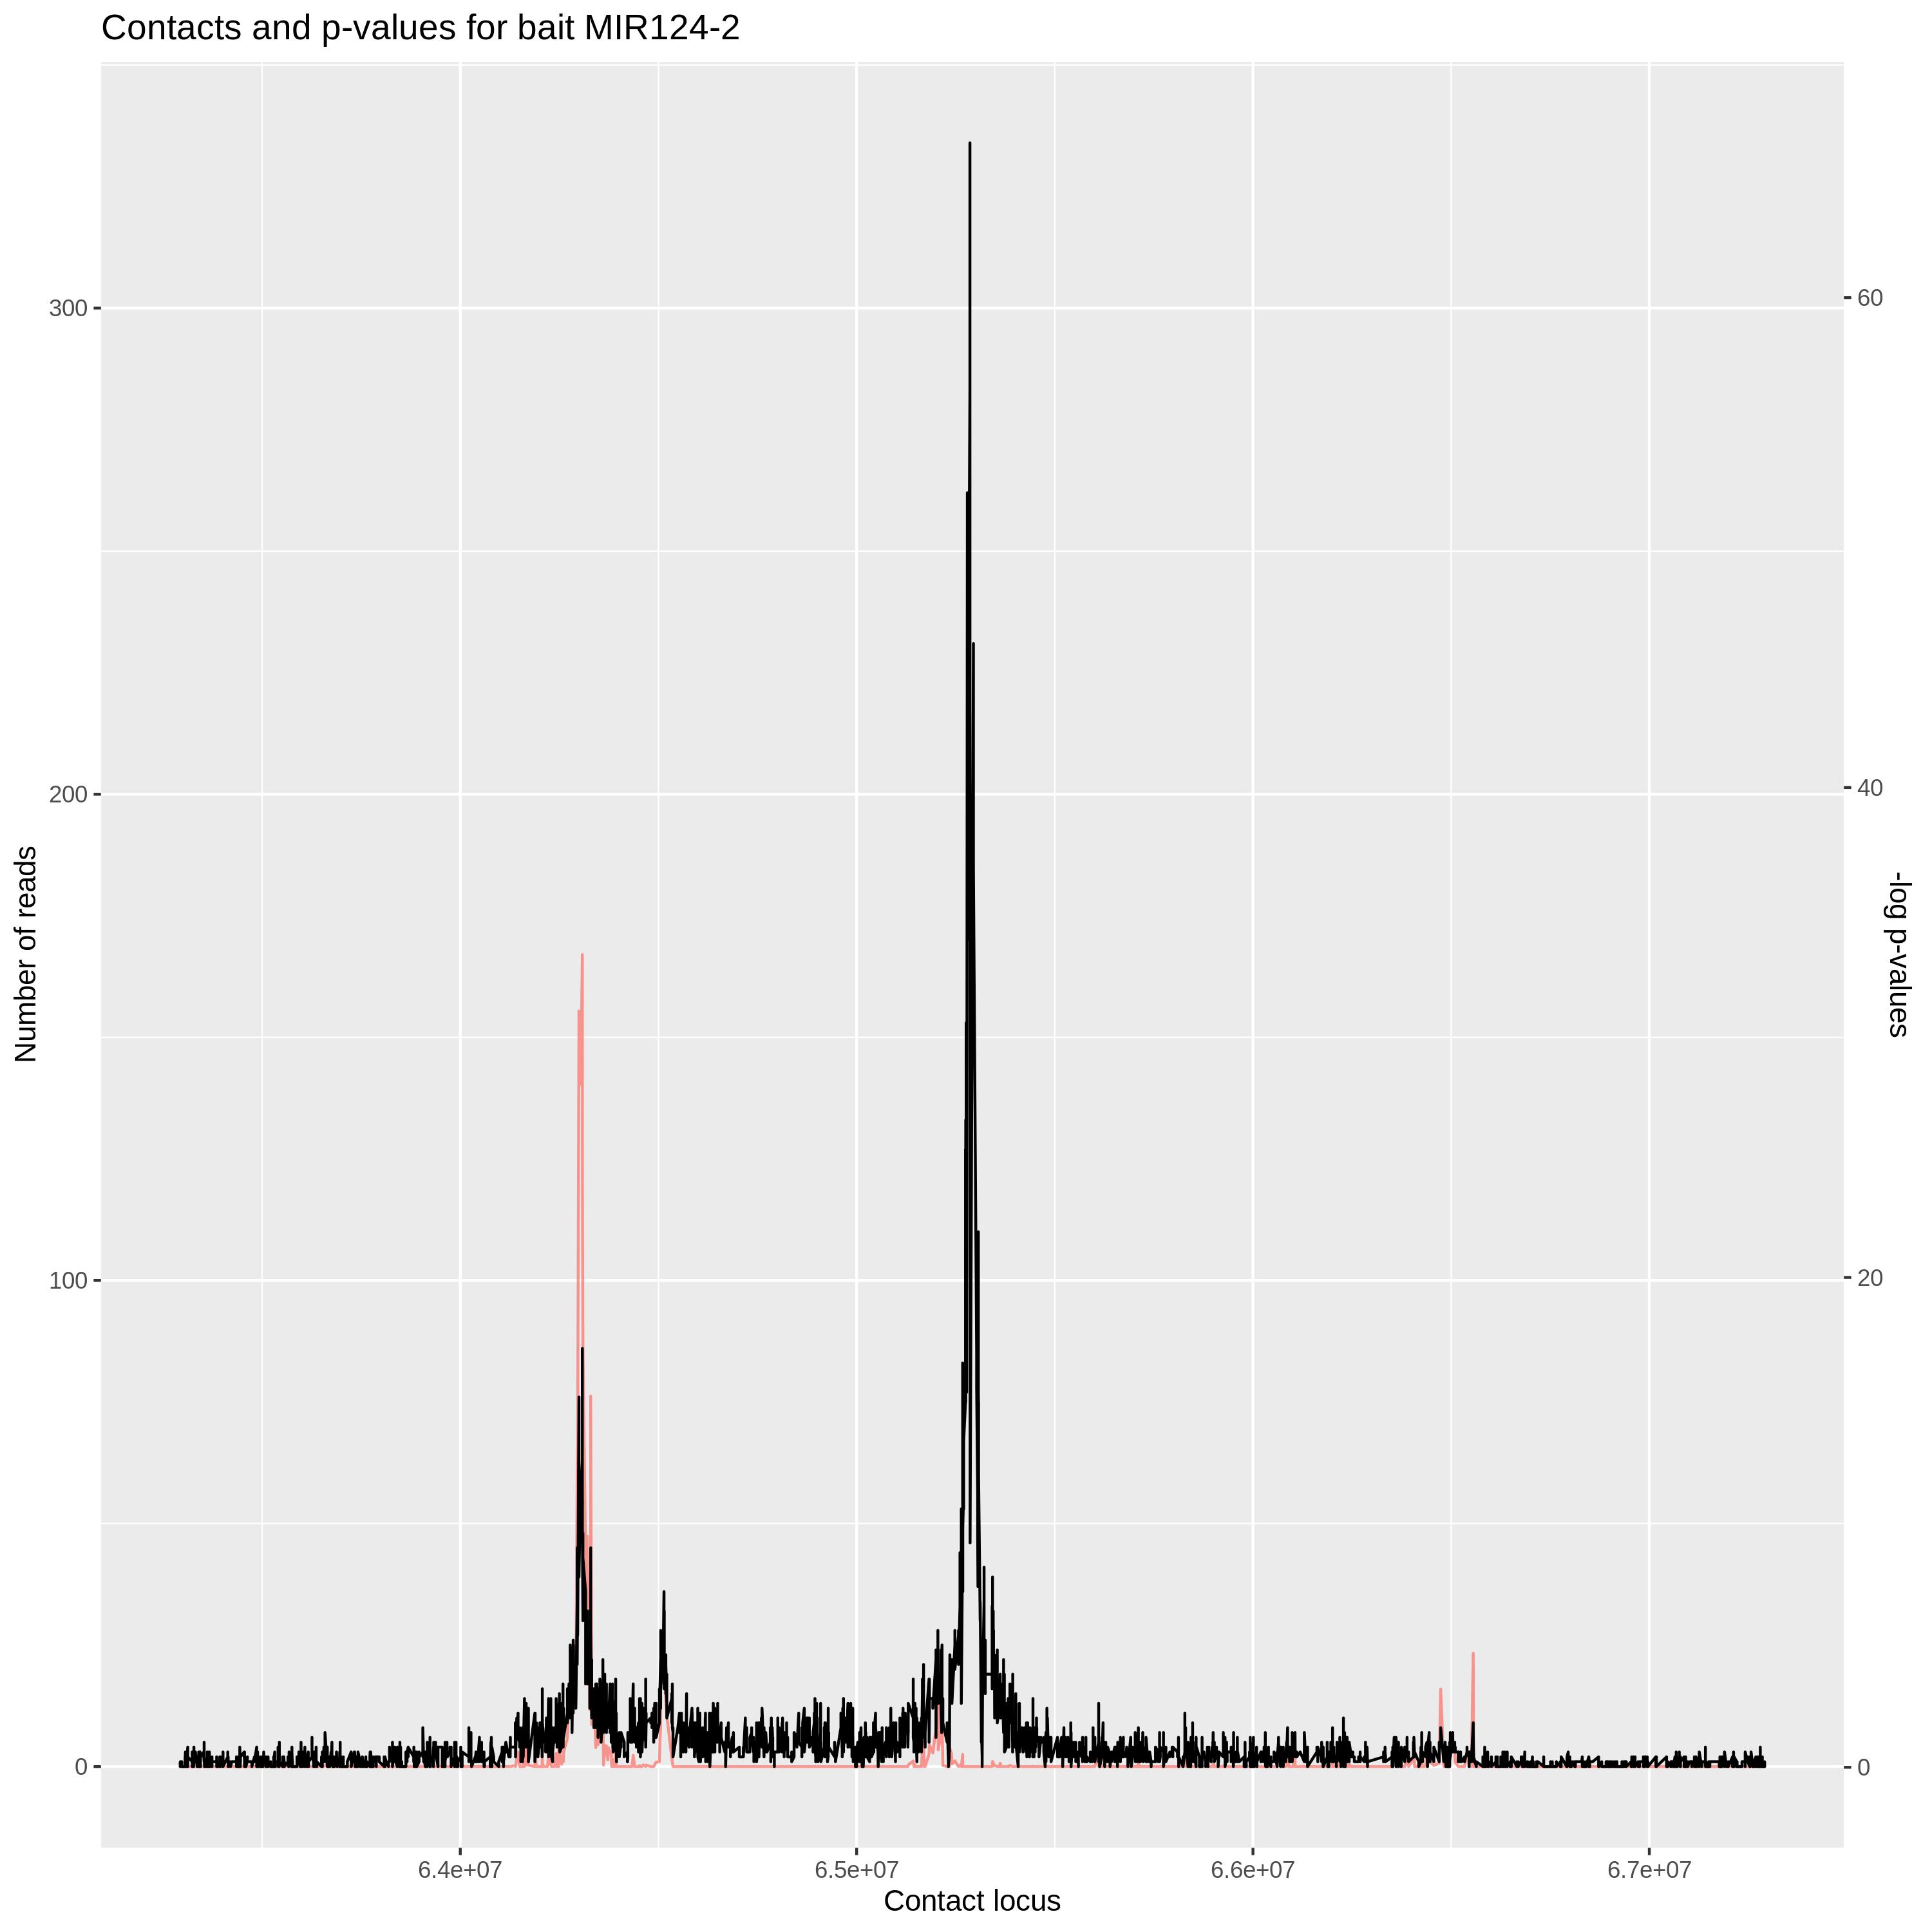 Contacts and p-values for bait MIR124-2
Number of reads
300
200
100
0
60
40
20
0
-log p-values
6.4e+07 6.5e+07 6.6e+07 6.7e+07
Contact locus